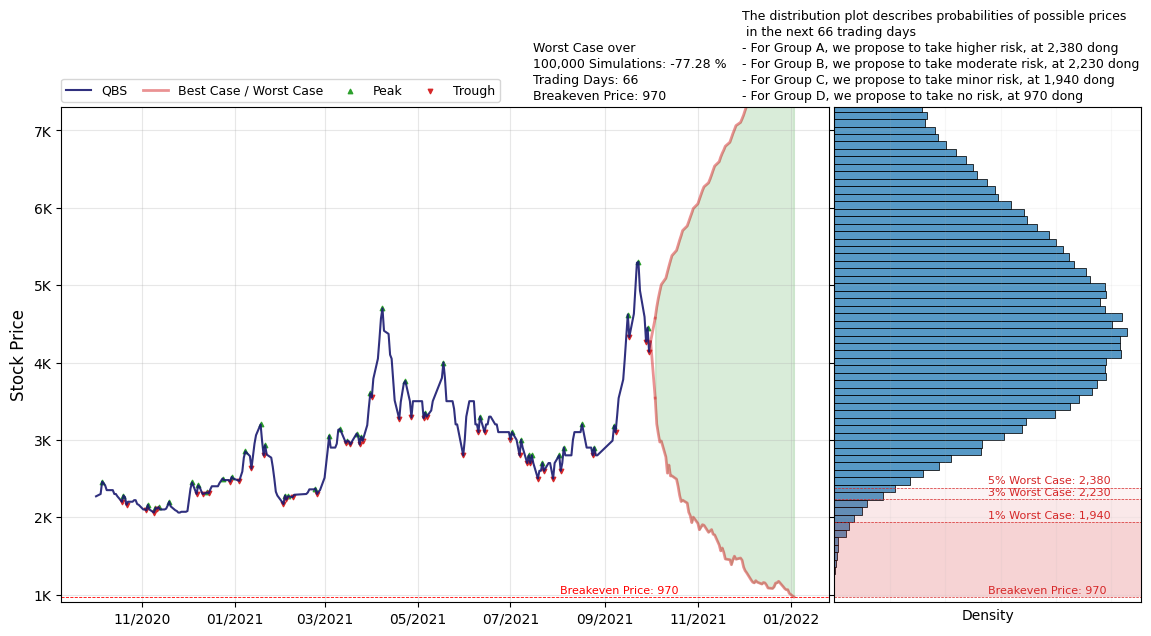 The distribution plot describes probabilities of possible prices
in the next 66 trading days
- For Group A, we propose to take higher risk, at 2,380 dong
- For Group B, we propose to take moderate risk, at 2,230 dong
- For Group C, we propose to take minor risk, at 1,940 dong
- For Group D, we propose to take no risk, at 970 dong
Worst Case over
100,000 Simulations: -77.28 %
Trading Days: 66
Breakeven Price: 970
QBS
Best Case / Worst Case
Peak
Trough
Stock Price
7K
6K
5K
4K
3K
2K
1K
Breakeven Price: 970
11/2020
01/2021
03/2021
05/2021
07/2021
09/2021
11/2021
01/2022
5% Worst Case: 2,380
3% Worst Case: 2,230
1% Worst Case: 1,940
Breakeven Price: 970
Density